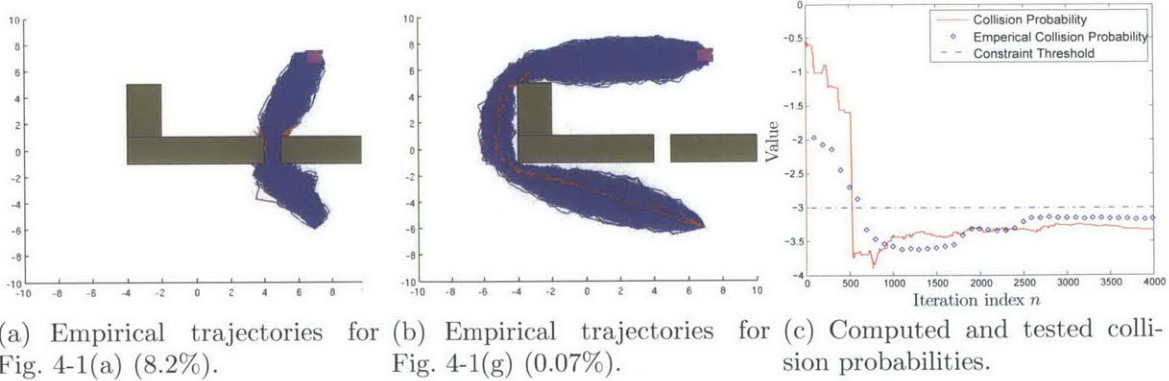 10
8
6
4
2
0
-2
-4
-6
-8
-10
-10 -8 -6 -4 -2 0 2 4 6 8 10
10
8
6
4
2
0
-2
-4
-6
-8
-10
-10 -8 -6 -4 -2 0 2 4 6 8 10
Collision Probability
Emperical Collision Probability
Constraint Threshold
Value
0
-0.5
-1
-1.5
-2
-2.5
-3
-3.5
-4
0 500 1000 1500 2000 2500 3000 3500 4000
Iteration index n
(a) Empirical trajectories for
Fig. 4-1(a) (8.2%).
(b) Empirical trajectories for
Fig. 4-1(g) (0.07%).
(c) Computed and tested colli-
sion probabilities.